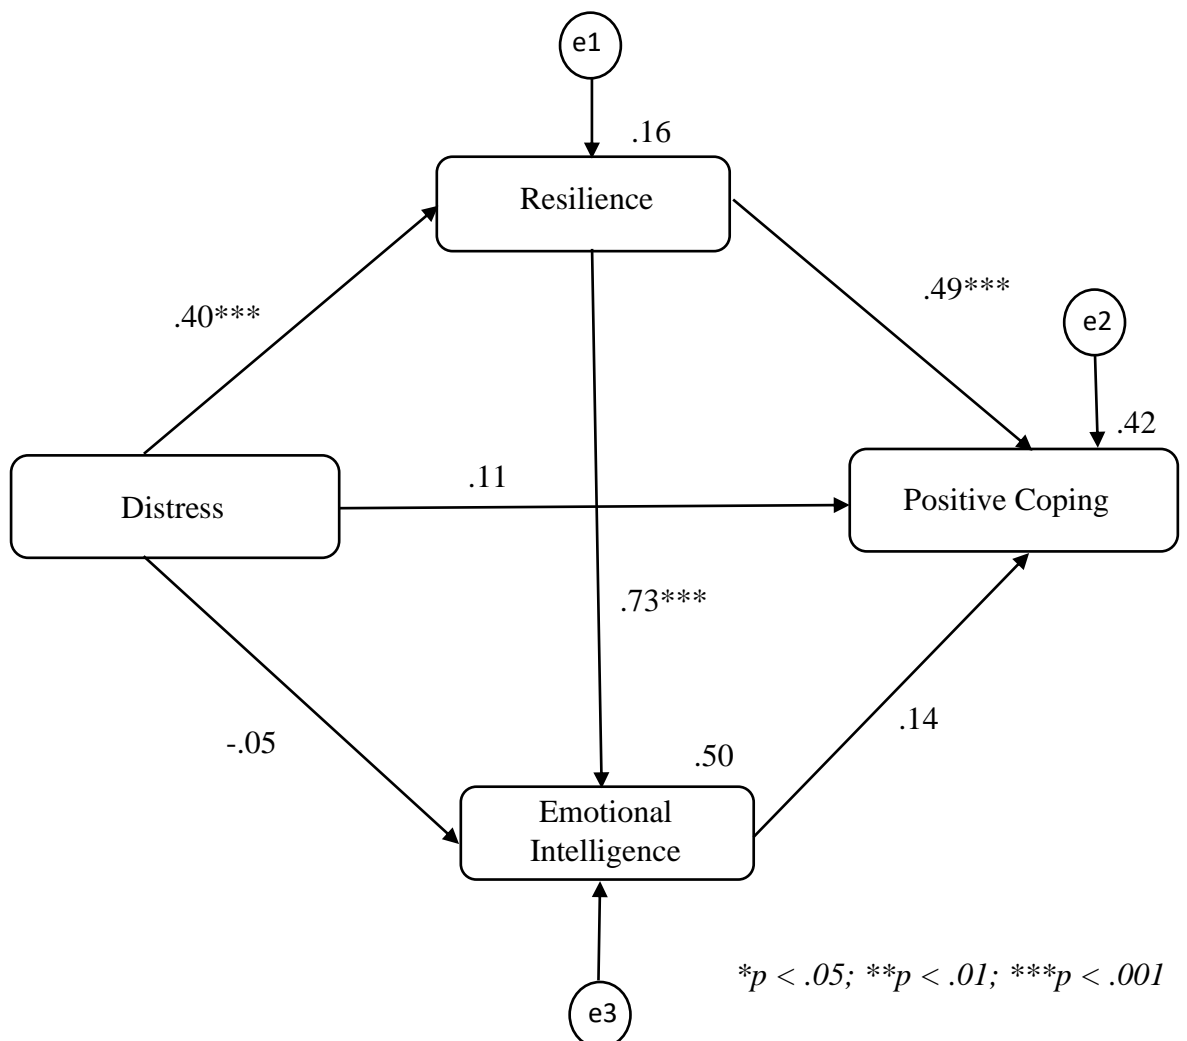 e1
.16
Resilience
.40***
.49***
e2
.42
Distress
.11
Positive Coping
.73***
-.05
.14
.50
Emotional
Intelligence
*p < .05; **p < .01; ***p < .001
e3